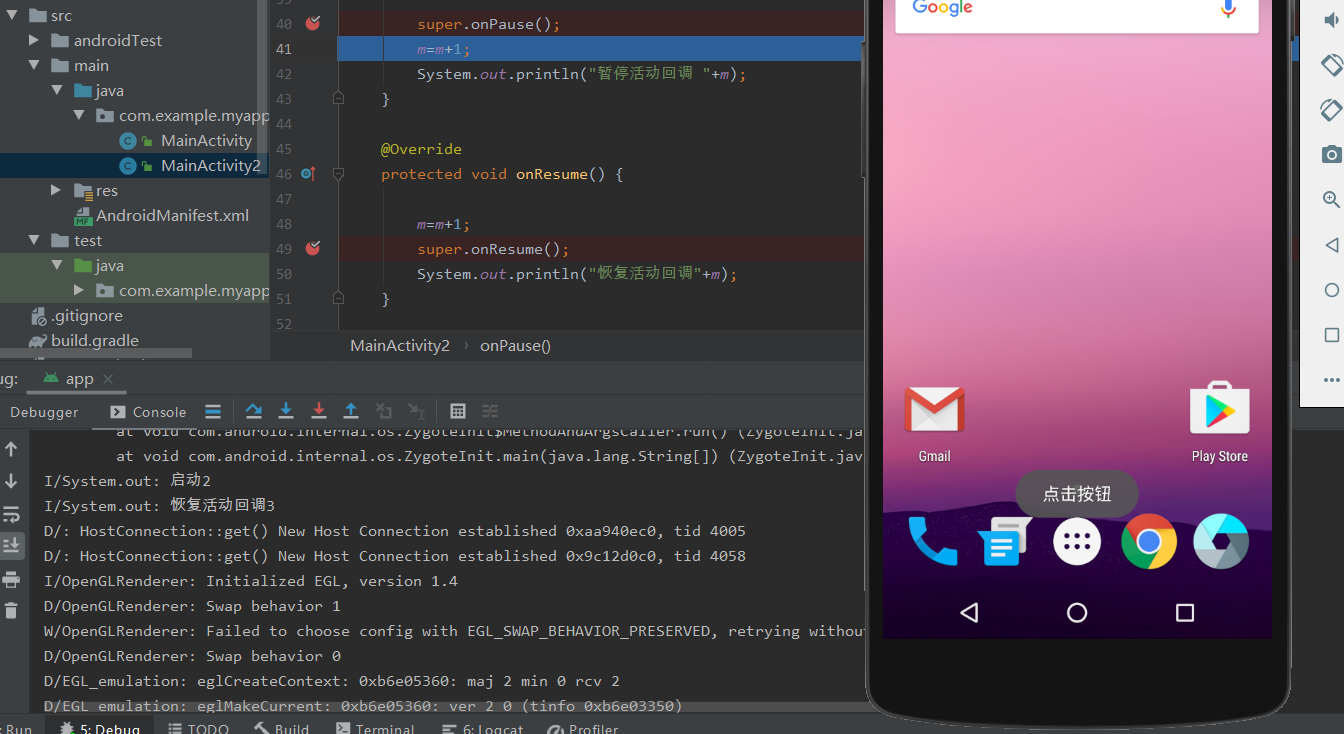 src
androidTest
main
java
com.example.myapp
MainActivity
MainActivity2
res
AndroidManifest.xml
test
java
com.example.myapp
.gitignore
build.gradle
40 super.onPause();
41 m=m+1;
42 System.out.println("暂停活动回调 "+m);
43 }
44
45 @Override
46 protected void onResume() {
47
48 m=m+1;
49 super.onResume();
50 System.out.println("恢复活动回调"+m);
51 }
52
MainActivity2 › onPause()
ug: app
Debugger Console
at void com.android.internal.os.ZygoteInit$MethodAndArgsCaller.run() (ZygoteInit.ja
at void com.android.internal.os.ZygoteInit.main(java.lang.String[]) (ZygoteInit.jav
I/System.out: 启动2
I/System.out: 恢复活动回调3
D/: HostConnection::get() New Host Connection established 0xaa940ec0, tid 4005
D/: HostConnection::get() New Host Connection established 0x9c12d0c0, tid 4058
I/OpenGLRenderer: Initialized EGL, version 1.4
D/OpenGLRenderer: Swap behavior 1
W/OpenGLRenderer: Failed to choose config with EGL_SWAP_BEHAVIOR_PRESERVED, retrying without
D/OpenGLRenderer: Swap behavior 0
D/EGL_emulation: eglCreateContext: 0xb6e05360: maj 2 min 0 rcv 2
D/EGL_emulation: eglMakeCurrent: 0xb6e05360: ver 2 0 (tinfo 0xb6e03350)
Run 5: Debug TODO Build Terminal 6: Logcat Profiler
Google
Gmail
Play Store
点击按钮